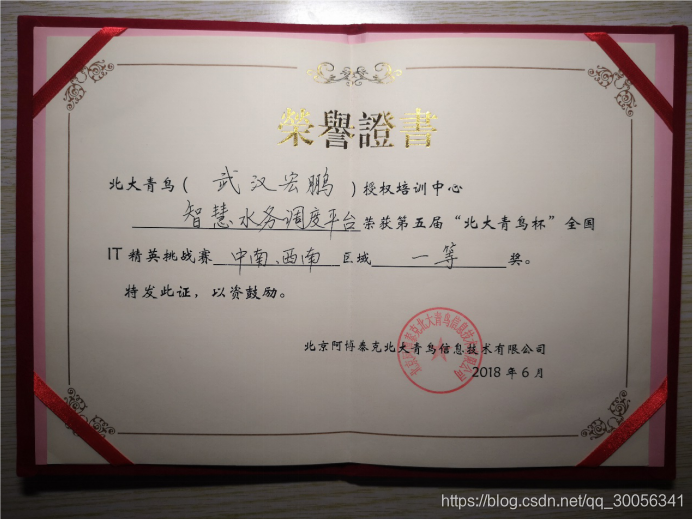 榮譽證書
北大青鸟(武汉宏鹏)授权培训中心
智慧水务调度平台荣获第五届“北大青鸟杯”全国
IT精英挑战赛中南、西南区域一等奖。
特发此证，以资鼓励。
北京阿博泰克北大青鸟信息技术有限公司
2018年6月
https://blog.csdn.net/qq_30056341